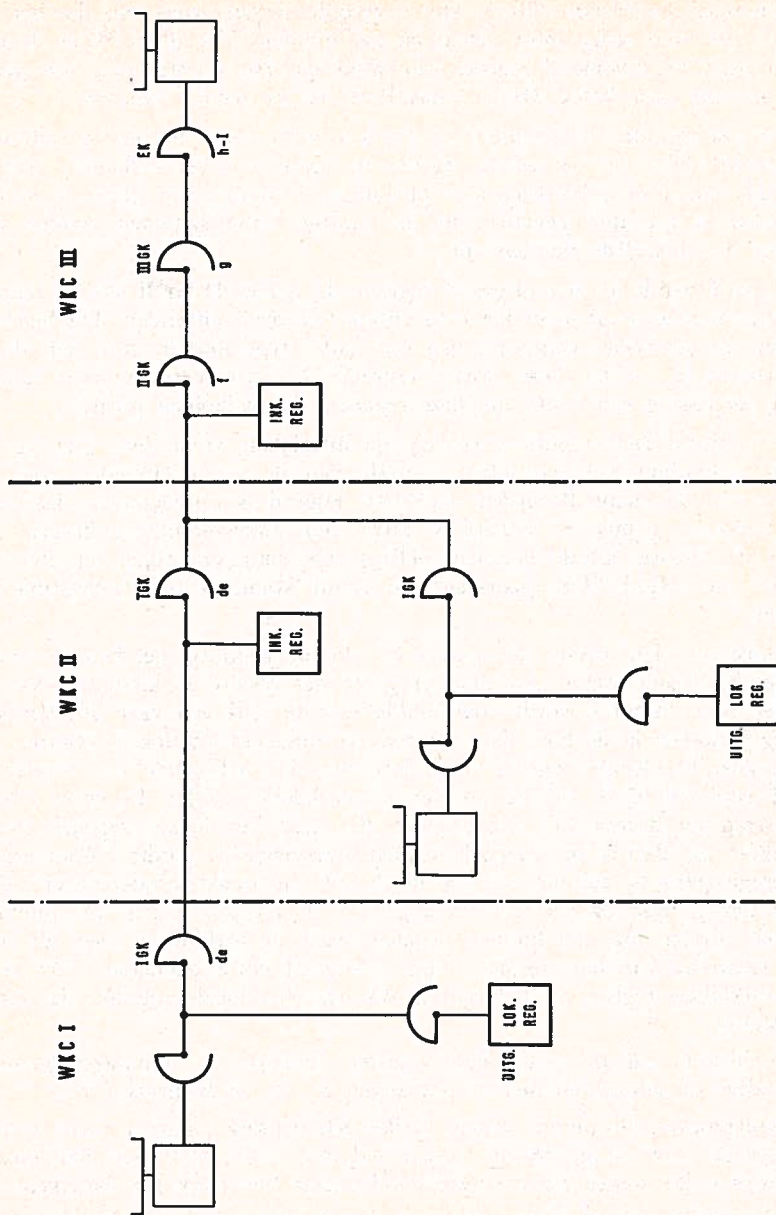 WKC I
WKC II
WKC III
IGK
de
UITG.
LOK.
REG.
TGK
de
INK.
REG.
IGK
UITG.
LOK
REG.
IIGK
f
INK.
REG.
IIIGK
g
EK
h-I